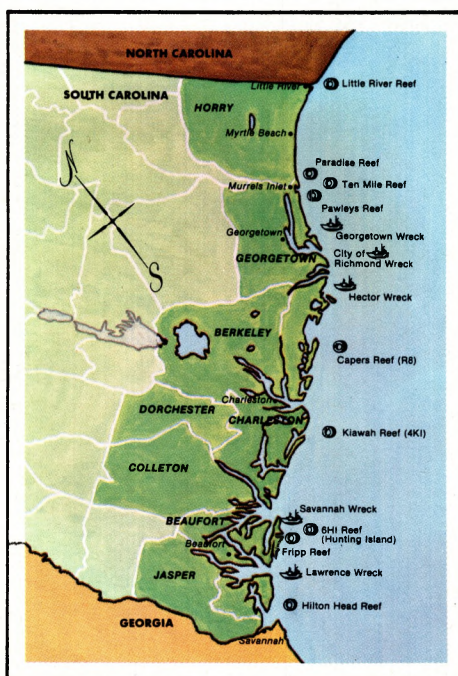 NORTH CAROLINA
Little River
Little River Reef
SOUTH CAROLINA
HORRY
Myrtle Beach
Paradise Reef
N
Murrels Inlet
Ten Mile Reef
Pawleys Reef
Georgetown
Georgetown Wreck
GEORGETOWN
City of
Richmond Wreck
S
Hector Wreck
BERKELEY
Capers Reef (R8)
Charleston
DORCHESTER
CHARLESTON
Kiawah Reef (4KI)
COLLETON
Savannah Wreck
BEAUFORT
6HI Reef
(Hunting Island)
Beaufort
Fripp Reef
JASPER
Lawrence Wreck
Hilton Head Reef
GEORGIA
Savannah